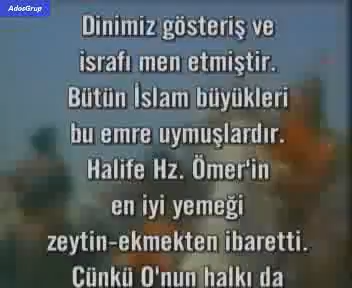 AdosGrup
Dinimiz gösteriş ve
israfı men etmiştir.
Bütün İslam büyükleri
bu emre uymuşlardır.
Halife Hz. Ömer'in
en iyi yemeği
zeytin-ekmekten ibaretti.
Çünkü O'nun halkı da